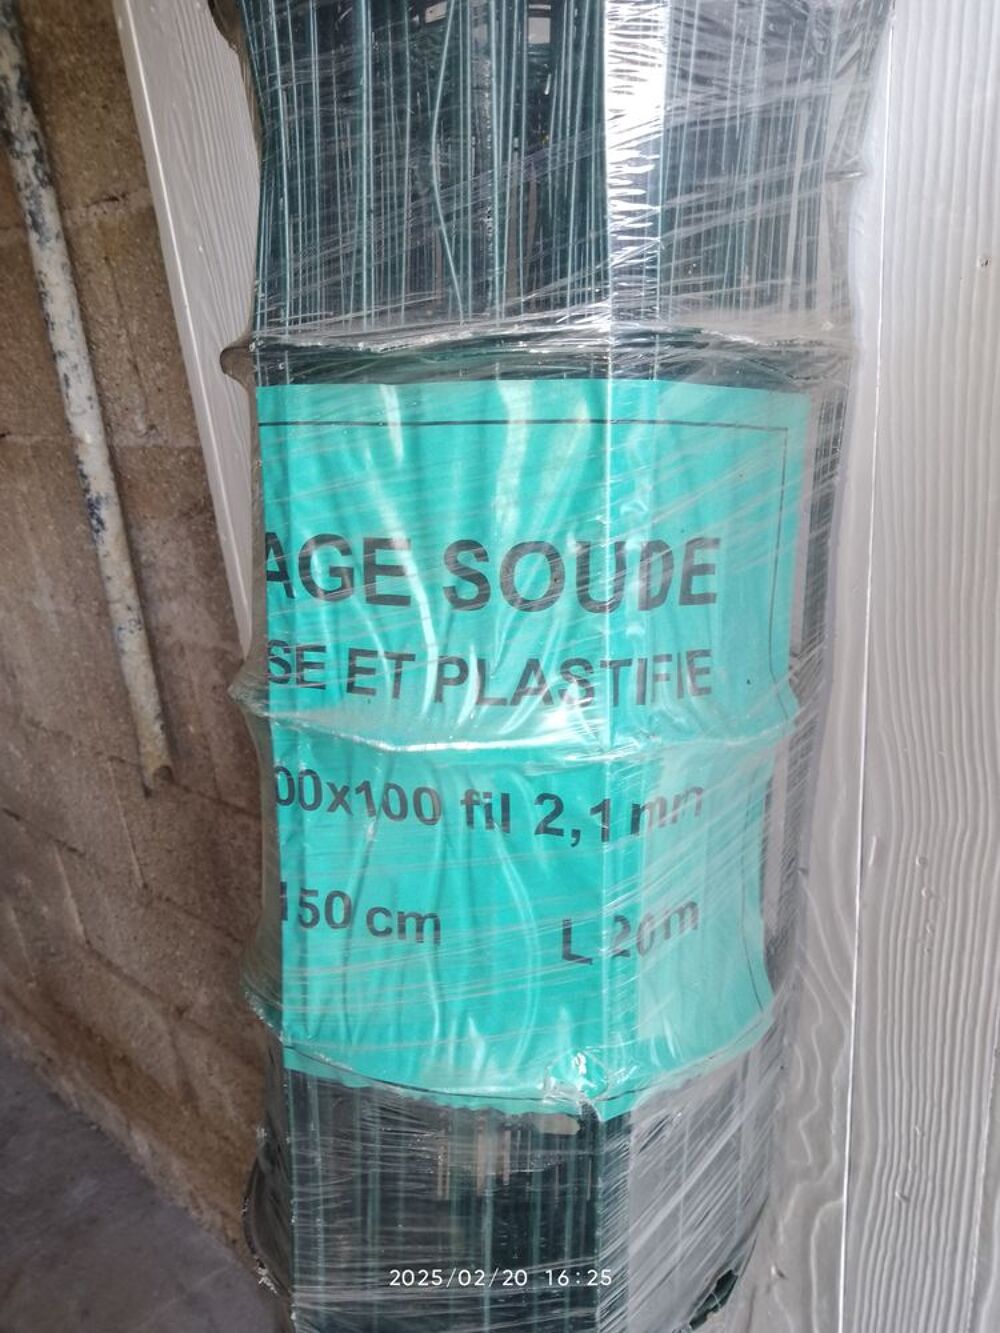 AGE SOUDE
SE ET PLASTIFIE
00x100 fil 2,1 mm
150 cm L 20m
2025/02/20 16:25